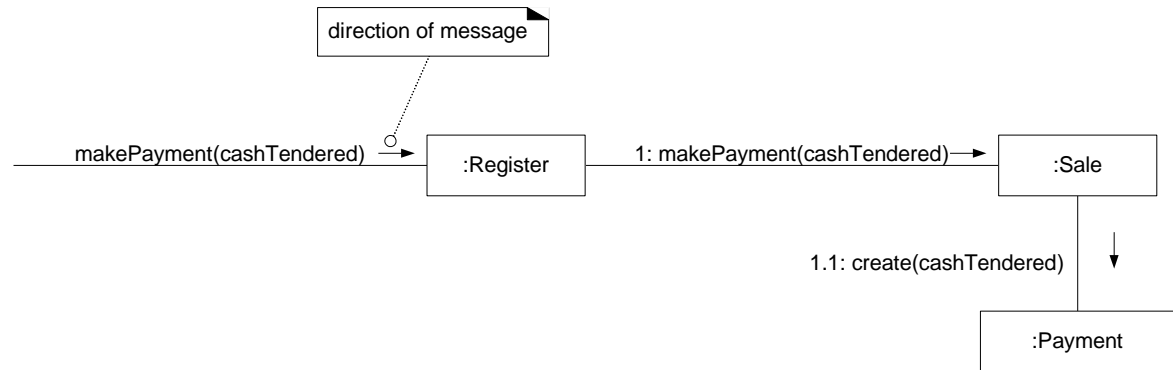 direction of message
makePayment(cashTendered)
:Register
1: makePayment(cashTendered)
:Sale
1.1: create(cashTendered)
:Payment